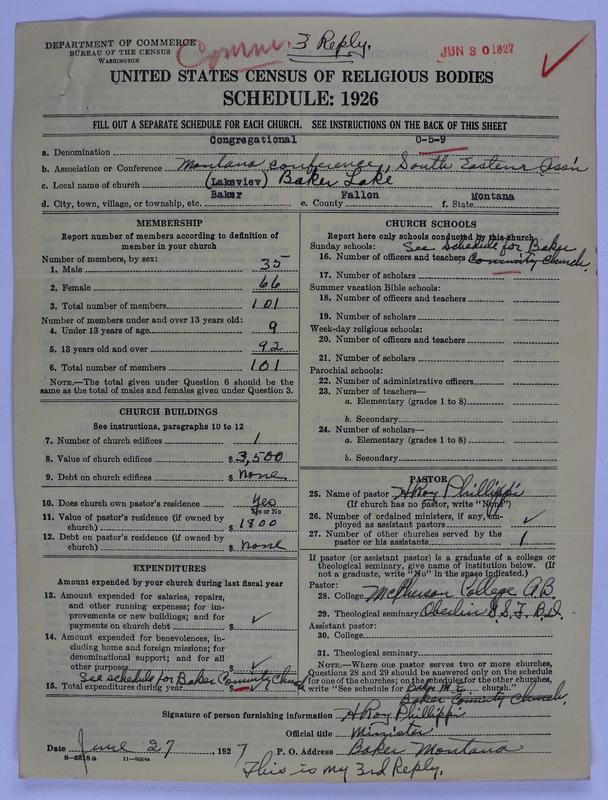 DEPARTMENT OF COMMERCE
BUREAU OF THE CENSUS
WASHINGTON
3 Reply.
JUN 30 1927
UNITED STATES CENSUS OF RELIGIOUS BODIES
SCHEDULE: 1926
FILL OUT A SEPARATE SCHEDULE FOR EACH CHURCH. SEE INSTRUCTIONS ON THE BACK OF THIS SHEET
a. Denomination Congregational 0-5-9
b. Association or Conference Montana conference, South Eastern Ass'n
c. Local name of church (Lakeview) Baker Lake
d. City, town, village, or township, etc. Baker e. County Fallon f. State Montana
MEMBERSHIP
Report number of members according to definition of
member in your church
Number of members, by sex:
1. Male 35
2. Female 66
3. Total number of members 101
Number of members under and over 13 years old:
4. Under 13 years of age 9
5. 13 years old and over 92
6. Total number of members 101
NOTE.—The total given under Question 6 should be the
same as the total of males and females given under Question 3.
CHURCH BUILDINGS
See instructions, paragraphs 10 to 12
7. Number of church edifices 1
8. Value of church edifices $ 3,500
9. Debt on church edifices $ None
10. Does church own pastor's residence Yes
Yes or No
11. Value of pastor's residence (if owned by
church) $ 1800
12. Debt on pastor's residence (if owned by
church) $ none
EXPENDITURES
Amount expended by your church during last fiscal year
13. Amount expended for salaries, repairs,
and other running expenses; for im-
provements or new buildings; and for
payments on church debt $ ✓
14. Amount expended for benevolences, in-
cluding home and foreign missions; for
denominational support; and for all
other purposes $ ✓
See schedule for Baker Comunity Church
15. Total expenditures during year $ ✓
CHURCH SCHOOLS
Report here only schools conducted by this church
Sunday schools: See Schedule for Baker
16. Number of officers and teachers Community Church.
17. Number of scholars
Summer vacation Bible schools:
18. Number of officers and teachers
19. Number of scholars
Week-day religious schools:
20. Number of officers and teachers
21. Number of scholars
Parochial schools:
22. Number of administrative officers
23. Number of teachers—
a. Elementary (grades 1 to 8)
b. Secondary
24. Number of scholars—
a. Elementary (grades 1 to 8)
b. Secondary
PASTOR
25. Name of pastor H Roy Phillippi
(If church has no pastor, write "None")
26. Number of ordained ministers, if any, em-
ployed as assistant pastors ✓
27. Number of other churches served by the
pastor or his assistants 1
If pastor (or assistant pastor) is a graduate of a college or
theological seminary, give name of institution below. (If
not a graduate, write "No" in the space indicated.)
Pastor:
28. College McPherson College A.B.
29. Theological seminary Oberlin G.S.T. B.D.
Assistant pastor:
30. College
31. Theological seminary
NOTE.—Where one pastor serves two or more churches,
Questions 28 and 29 should be answered only on the schedule
for one of the churches; on the schedules for the other churches,
write "See schedule for church."
Baker Comunity Church.
Signature of person furnishing information H Roy Phillippi
Official title Minister
Date June 27, 1927 P. O. Address Baker Montana
8-5518a 11-9054a
This is my 3rd Reply.